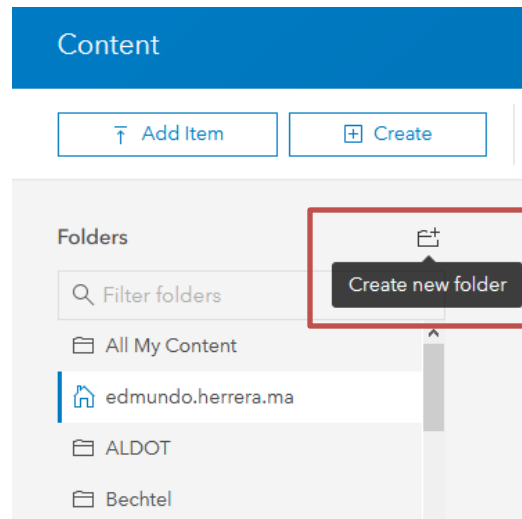 Content
Add Item
Create
Folders
Create new folder
Filter folders
All My Content
edmundo.herrera.ma
ALDOT
Bechtel